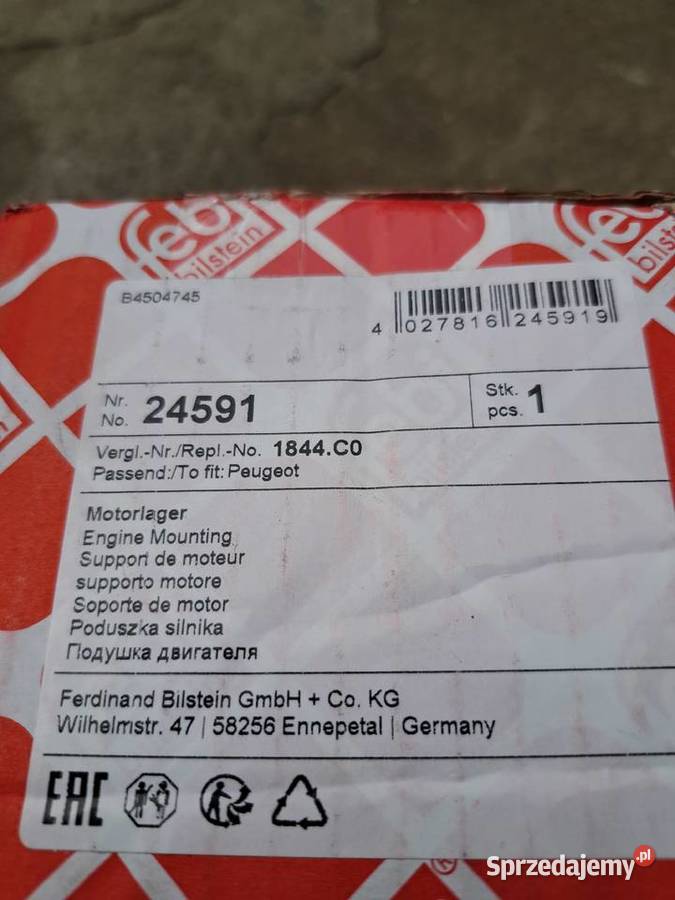 febi
bilstein
febi
bilstein
B4504745
4 027816 245919
Nr.
No. 24591
Stk.
pcs. 1
Vergl.-Nr./Repl.-No. 1844.C0
Passend:/To fit: Peugeot
Motorlager
Engine Mounting
Support de moteur
supporto motore
Soporte de motor
Poduszka silnika
Подушка двигателя
Ferdinand Bilstein GmbH + Co. KG
Wilhelmstr. 47 | 58256 Ennepetal | Germany
EAC
Sprzedajemy.pl